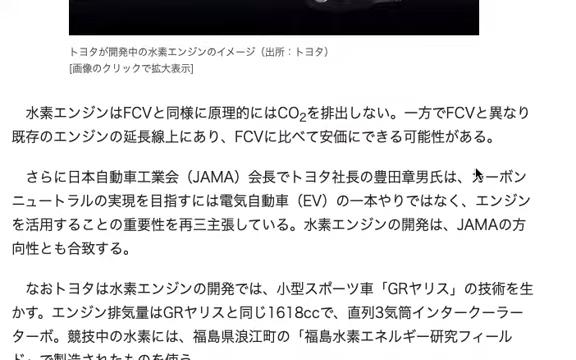 トヨタが開発中の水素エンジンのイメージ（出所：トヨタ）
[画像のクリックで拡大表示]
水素エンジンはFCVと同様に原理的にはCO2を排出しない。一方でFCVと異なり
既存のエンジンの延長線上にあり、FCVに比べて安価にできる可能性がある。
さらに日本自動車工業会（JAMA）会長でトヨタ社長の豊田章男氏は、カーボン
ニュートラルの実現を目指すには電気自動車（EV）の一本やりではなく、エンジン
を活用することの重要性を再三主張している。水素エンジンの開発は、JAMAの方
向性とも合致する。
なおトヨタは水素エンジンの開発では、小型スポーツ車「GRヤリス」の技術を生
かす。エンジン排気量はGRヤリスと同じ1618ccで、直列3気筒インタークーラー
ターボ。競技中の水素には、福島県浪江町の「福島水素エネルギー研究フィール
ド」で製造されたものを使う。